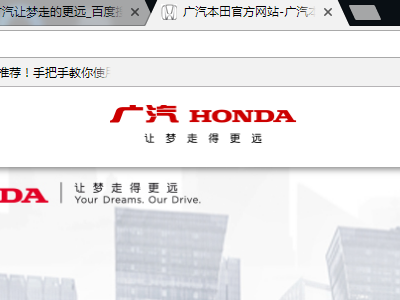 汽让梦走的更远_百度
广汽本田官方网站-广汽本
推荐！手把手教你使用
广汽 HONDA
让梦走得更远
DA
让梦走得更远
Your Dreams. Our Drive.